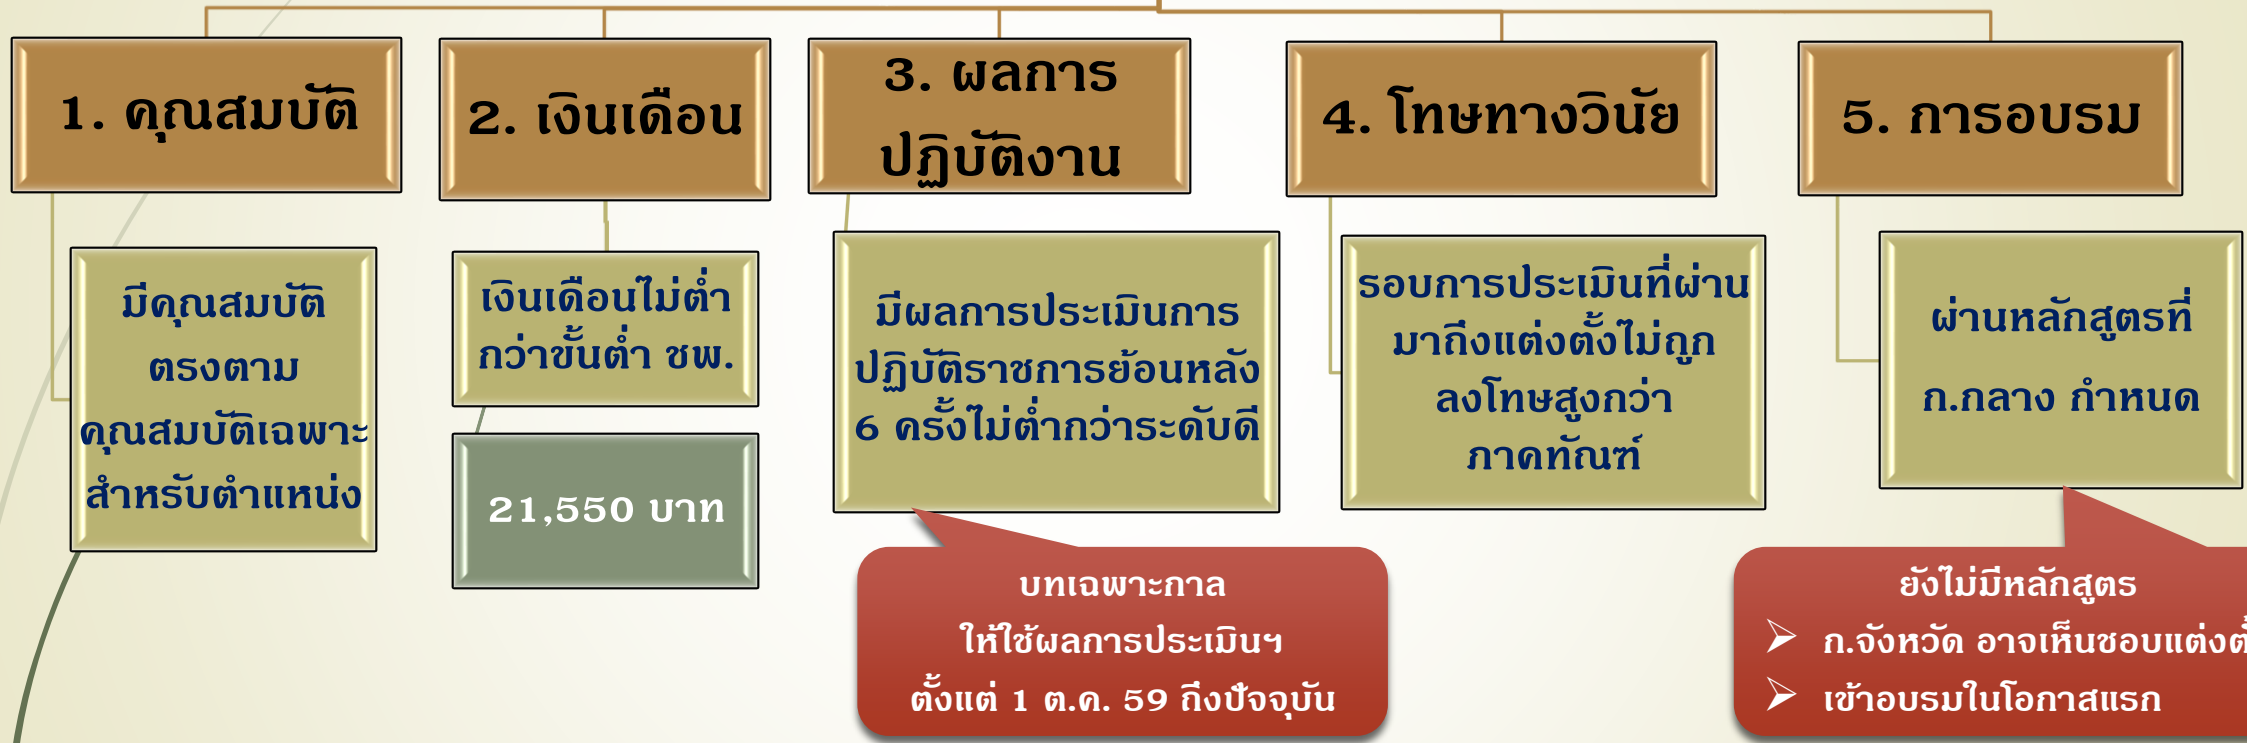 1. คุณสมบัติ
มีคุณสมบัติ
ตรงตาม
คุณสมบัติเฉพาะ
สำหรับตำแหน่ง
2. เงินเดือน
เงินเดือนไม่ต่ำ
กว่าขั้นต่ำ ชพ.
21,550 บาท
3. ผลการ
ปฏิบัติงาน
มีผลการประเมินการ
ปฏิบัติราชการย้อนหลัง
6 ครั้งไม่ต่ำกว่าระดับดี
บทเฉพาะกาล
ให้ใช้ผลการประเมินฯ
ตั้งแต่ 1 ต.ค. 59 ถึงปัจจุบัน
4. โทษทางวินัย
รอบการประเมินที่ผ่าน
มาถึงแต่งตั้งไม่ถูก
ลงโทษสูงกว่า
ภาคทัณฑ์
5. การอบรม
ผ่านหลักสูตรที่
ก.กลาง กำหนด
ยังไม่มีหลักสูตร
➢ ก.จังหวัด อาจเห็นชอบ
➢ เข้าอบรมในโอกาสแรก